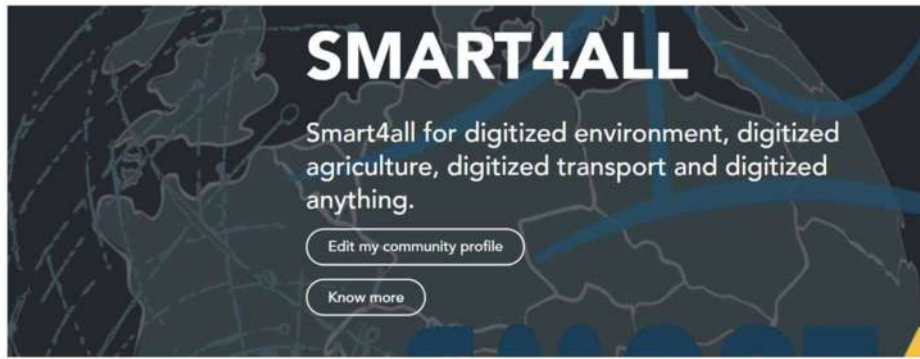 SMART4ALL
Smart4all for digitized environment, digitized
agriculture, digitized transport and digitized
anything.
Edit my community profile
Know more